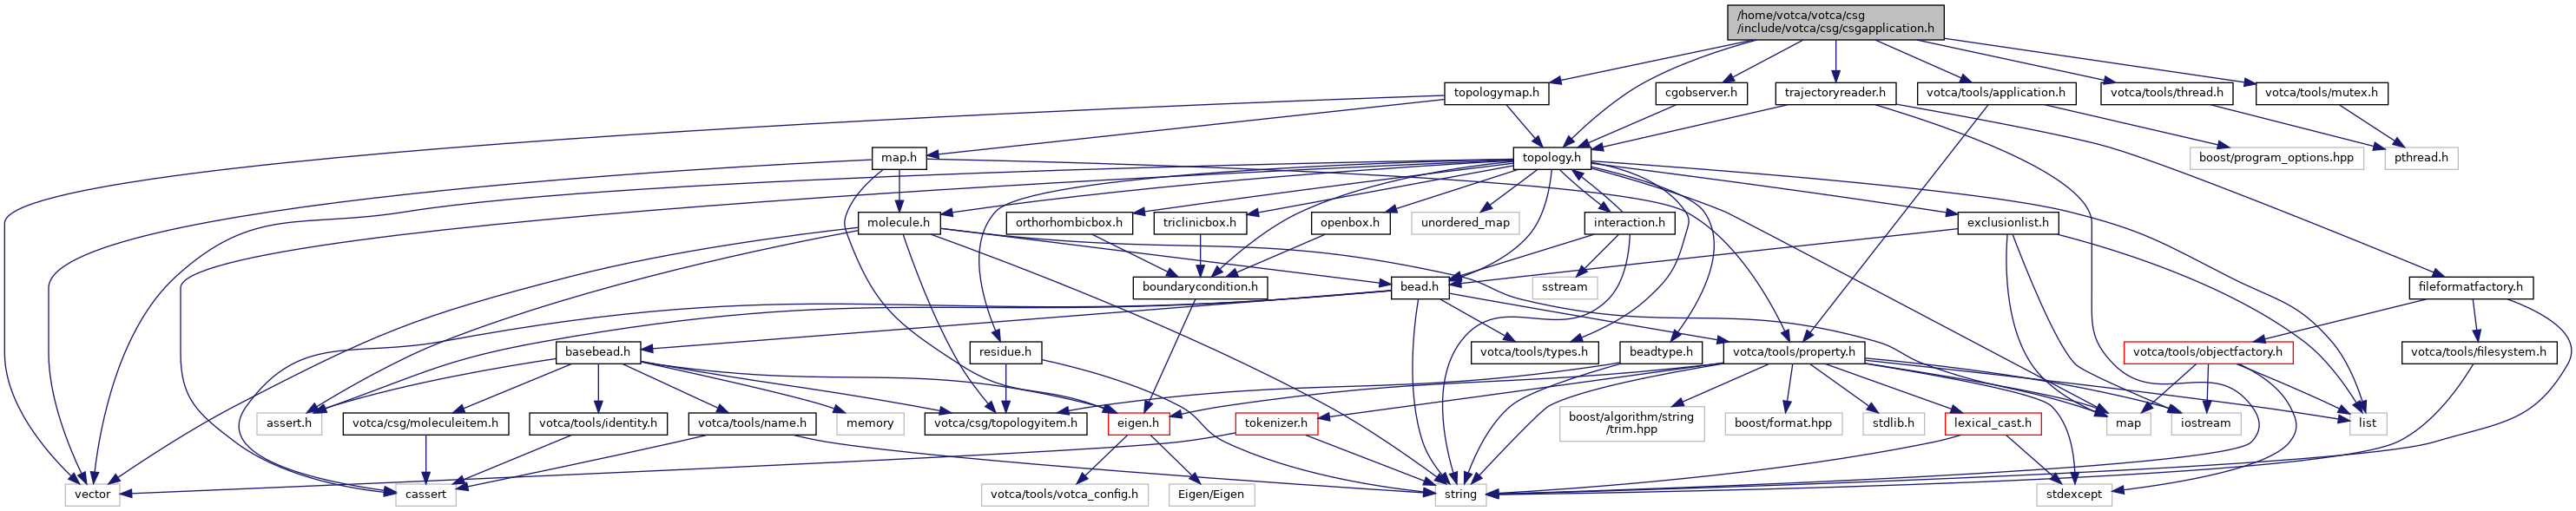 /home/votca/votca/csg
/include/votca/csg/csgapplication.h
topologymap.h
cgobserver.h
trajectoryreader.h
votca/tools/application.h
votca/tools/thread.h
votca/tools/mutex.h
map.h
topology.h
boost/program_options.hpp
pthread.h
molecule.h
orthorhombicbox.h
triclinicbox.h
openbox.h
unordered_map
interaction.h
exclusionlist.h
boundarycondition.h
bead.h
sstream
fileformatfactory.h
basebead.h
residue.h
votca/tools/types.h
beadtype.h
votca/tools/property.h
votca/tools/objectfactory.h
votca/tools/filesystem.h
assert.h
votca/csg/moleculeitem.h
votca/tools/identity.h
votca/tools/name.h
memory
votca/csg/topologyitem.h
eigen.h
tokenizer.h
boost/algorithm/string
/trim.hpp
boost/format.hpp
stdlib.h
lexical_cast.h
map
iostream
list
vector
cassert
votca/tools/votca_config.h
Eigen/Eigen
string
stdexcept